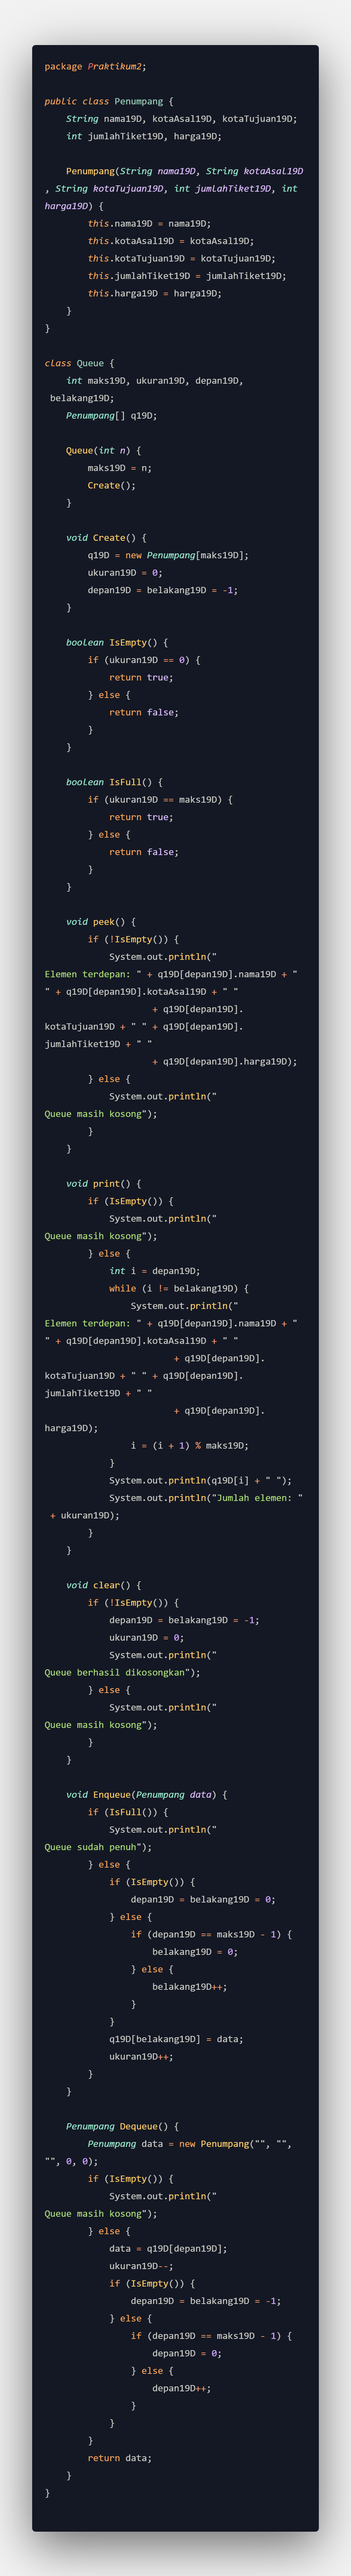 package Praktikum2;

public class Penumpang {
    String nama19D, kotaAsal19D, kotaTujuan19D;
    int jumlahTiket19D, harga19D;

    Penumpang(String nama19D, String kotaAsal19D
, String kotaTujuan19D, int jumlahTiket19D, int
harga19D) {
        this.nama19D = nama19D;
        this.kotaAsal19D = kotaAsal19D;
        this.kotaTujuan19D = kotaTujuan19D;
        this.jumlahTiket19D = jumlahTiket19D;
        this.harga19D = harga19D;
    }
}

class Queue {
    int maks19D, ukuran19D, depan19D,
 belakang19D;
    Penumpang[] q19D;

    Queue(int n) {
        maks19D = n;
        Create();
    }

    void Create() {
        q19D = new Penumpang[maks19D];
        ukuran19D = 0;
        depan19D = belakang19D = -1;
    }

    boolean IsEmpty() {
        if (ukuran19D == 0) {
            return true;
        } else {
            return false;
        }
    }

    boolean IsFull() {
        if (ukuran19D == maks19D) {
            return true;
        } else {
            return false;
        }
    }

    void peek() {
        if (!IsEmpty()) {
            System.out.println("
Elemen terdepan: " + q19D[depan19D].nama19D + "
" + q19D[depan19D].kotaAsal19D + " "
                    + q19D[depan19D].
kotaTujuan19D + " " + q19D[depan19D].
jumlahTiket19D + " "
                    + q19D[depan19D].harga19D);
        } else {
            System.out.println("
Queue masih kosong");
        }
    }

    void print() {
        if (IsEmpty()) {
            System.out.println("
Queue masih kosong");
        } else {
            int i = depan19D;
            while (i != belakang19D) {
                System.out.println("
Elemen terdepan: " + q19D[depan19D].nama19D + "
" + q19D[depan19D].kotaAsal19D + " "
                        + q19D[depan19D].
kotaTujuan19D + " " + q19D[depan19D].
jumlahTiket19D + " "
                        + q19D[depan19D].
harga19D);
                i = (i + 1) % maks19D;
            }
            System.out.println(q19D[i] + " ");
            System.out.println("Jumlah elemen: "
 + ukuran19D);
        }
    }

    void clear() {
        if (!IsEmpty()) {
            depan19D = belakang19D = -1;
            ukuran19D = 0;
            System.out.println("
Queue berhasil dikosongkan");
        } else {
            System.out.println("
Queue masih kosong");
        }
    }

    void Enqueue(Penumpang data) {
        if (IsFull()) {
            System.out.println("
Queue sudah penuh");
        } else {
            if (IsEmpty()) {
                depan19D = belakang19D = 0;
            } else {
                if (depan19D == maks19D - 1) {
                    belakang19D = 0;
                } else {
                    belakang19D++;
                }
            }
            q19D[belakang19D] = data;
            ukuran19D++;
        }
    }

    Penumpang Dequeue() {
        Penumpang data = new Penumpang("", "",
"", 0, 0);
        if (IsEmpty()) {
            System.out.println("
Queue masih kosong");
        } else {
            data = q19D[depan19D];
            ukuran19D--;
            if (IsEmpty()) {
                depan19D = belakang19D = -1;
            } else {
                if (depan19D == maks19D - 1) {
                    depan19D = 0;
                } else {
                    depan19D++;
                }
            }
        }
        return data;
    }
}